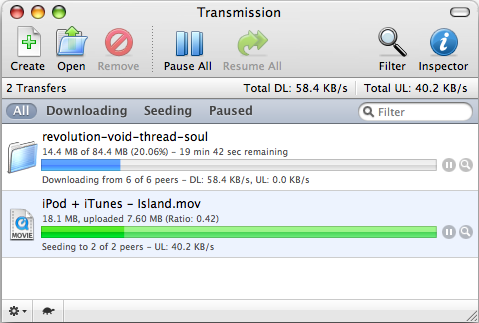 Transmission
Create Open Remove Pause All Resume All Filter Inspector
2 Transfers Total DL: 58.4 KB/s Total UL: 40.2 KB/s
All Downloading Seeding Paused Filter
revolution-void-thread-soul
14.4 MB of 84.4 MB (20.06%) - 19 min 42 sec remaining
Downloading from 6 of 6 peers - DL: 58.4 KB/s, UL: 0.0 KB/s
iPod + iTunes - Island.mov
18.1 MB, uploaded 7.60 MB (Ratio: 0.42)
MOVIE
Seeding to 2 of 2 peers - UL: 40.2 KB/s